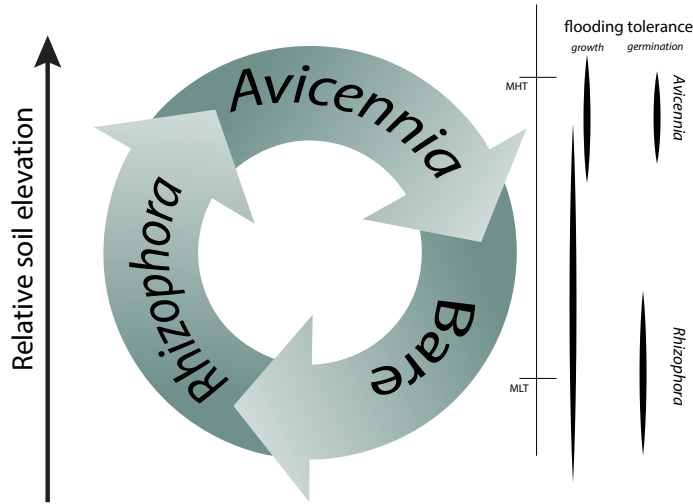 Relative soil elevation
Avicennia
Rhizophora
Bare
flooding tolerance
growth germination
MHT
Avicennia
MLT
Rhizophora